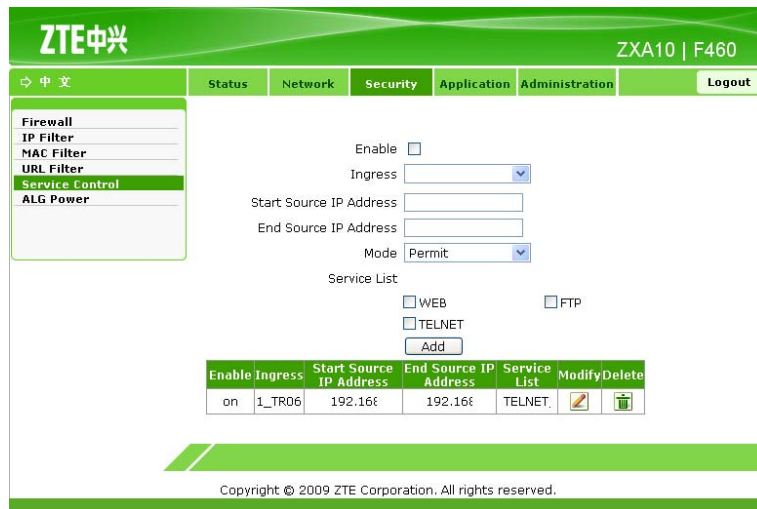 ZTE中兴
ZXA10 | F460
中 文
Status Network Security Application Administration Logout
Firewall
IP Filter
MAC Filter
URL Filter
Service Control
ALG Power
Enable
Ingress
Start Source IP Address
End Source IP Address
Mode Permit
Service List
WEB FTP
TELNET
Add
Enable Ingress Start Source IP Address End Source IP Address Service List Modify Delete
on 1_TR06 192.168 192.168 TELNET,
Copyright © 2009 ZTE Corporation. All rights reserved.